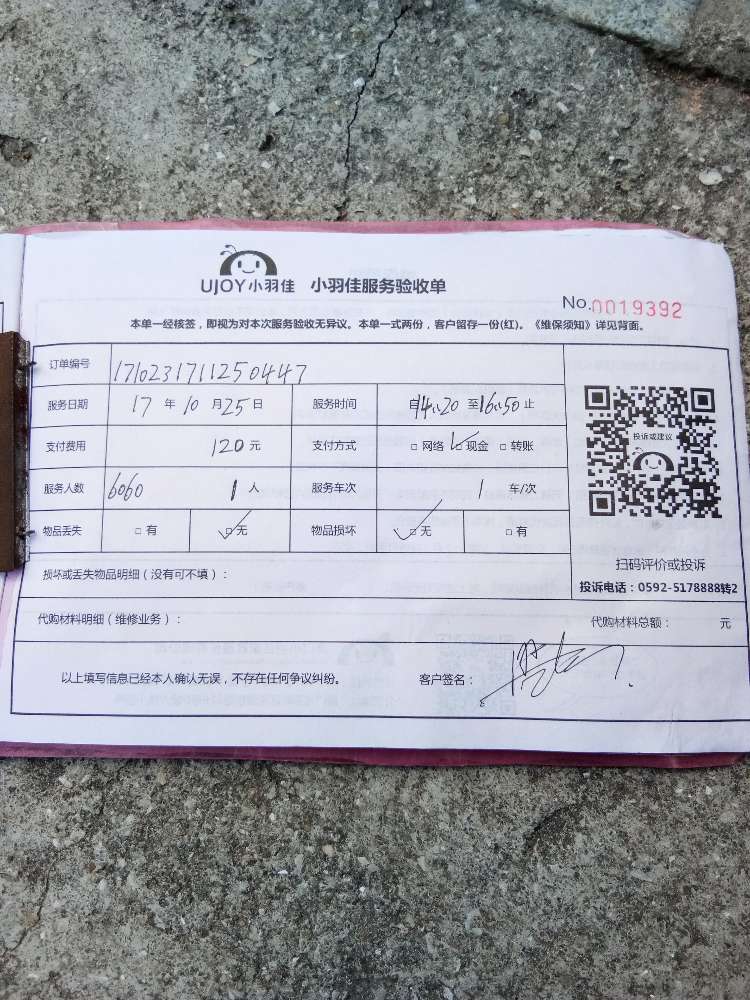 UJOY小羽佳 小羽佳服务验收单
No.0019392
本单一经核签，即视为对本次服务验收无异议。本单一式两份，客户留存一份(红)。《维保须知》详见背面。
订单编号 1710231711250447
服务日期 17 年 10 月 25 日 服务时间 自14:20 至16:50 止
支付费用 120 元 支付方式 □ 网络 ☑ 现金 □ 转账
投诉或建议
服务人数 6060 1 人 服务车次 1 车/次
物品丢失 □ 有 ☑ 无 物品损坏 ☑ 无 □ 有
扫码评价或投诉
投诉电话：0592-5178888转2
损坏或丢失物品明细（没有可不填）：
代购材料明细（维修业务）： 代购材料总额： 元
以上填写信息已经本人确认无误，不存在任何争议纠纷。 客户签名：